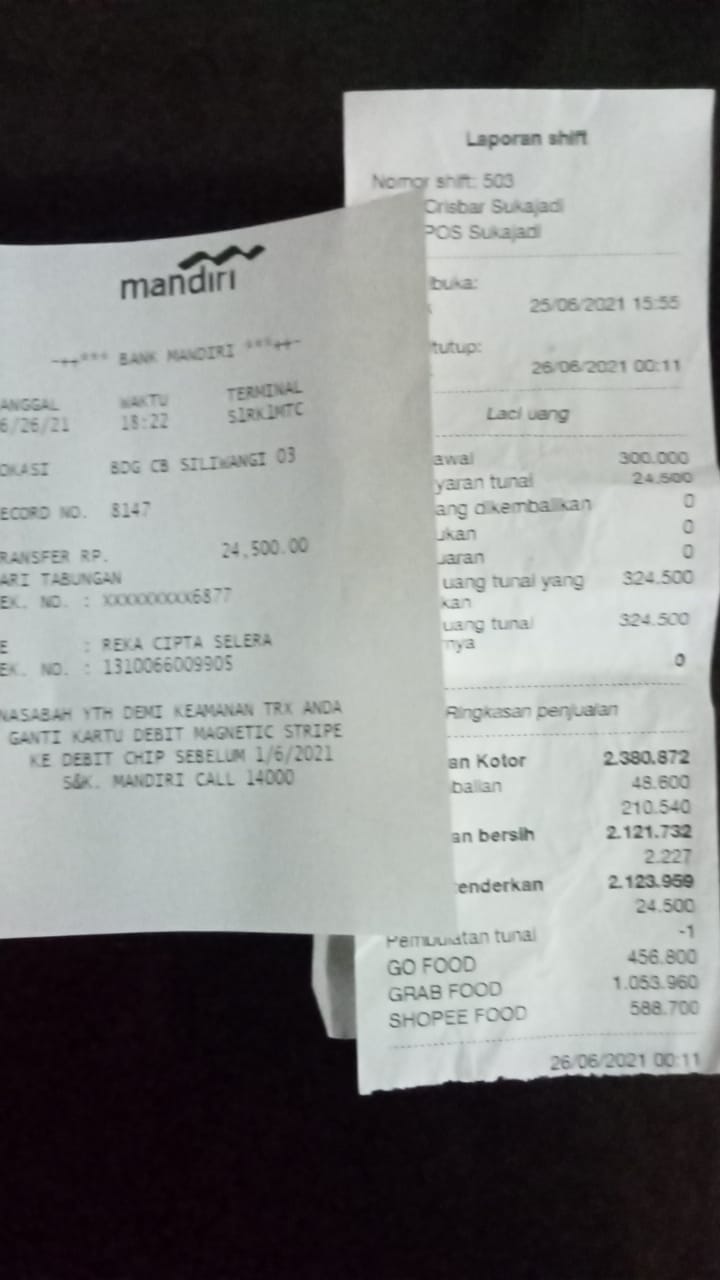 mandiri
-++*** BANK MANDIRI ***++-
ANGGAL WAKTU TERMINAL
6/26/21 18:22 S1RKIMTC
OKASI BDG CB SILIWANGI 03
ECORD NO. 8147
RANSFER RP. 24,500.00
ARI TABUNGAN
EK. NO. : XXXXXXXXX6877
E : REKA CIPTA SELERA
EK. NO. : 1310066009905
NASABAH YTH DEMI KEAMANAN TRX ANDA
GANTI KARTU DEBIT MAGNETIC STRIPE
KE DEBIT CHIP SEBELUM 1/6/2021
S&K. MANDIRI CALL 14000
Laporan shift
Nomor shift: 503
Crisbar Sukajadi
POS Sukajadi
buka:
25/06/2021 15:55
tutup:
26/06/2021 00:11
Laci uang
awal 300.000
yaran tunai 24.500
ang dikembalikan 0
ukan 0
uaran 0
uang tunai yang 324.500
kan
uang tunai 324.500
nya
0
Ringkasan penjualan
an Kotor 2.380.872
balian 48.600
210.540
an bersih 2.121.732
2.227
tenderkan 2.123.959
24.500
Pembulatan tunai -1
GO FOOD 456.800
GRAB FOOD 1.053.960
SHOPEE FOOD 588.700
26/06/2021 00:11